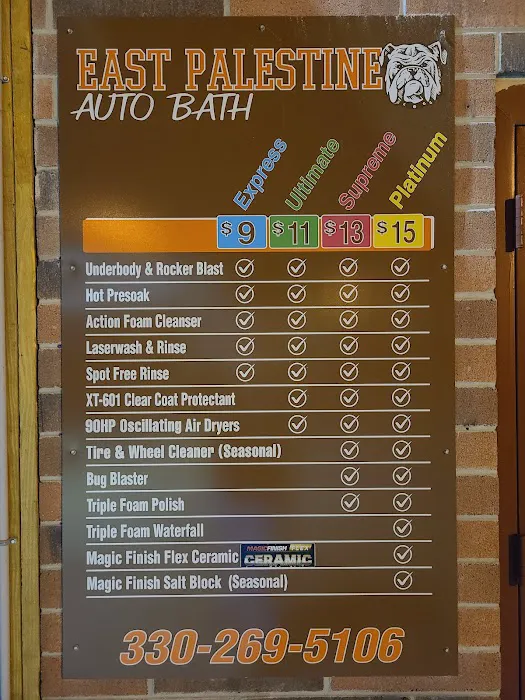 EAST PALESTINE
AUTO BATH
Express Ultimate Supreme Platinum
$9 $11 $13 $15
Underbody & Rocker Blast
Hot Presoak
Action Foam Cleanser
Laserwash & Rinse
Spot Free Rinse
XT-601 Clear Coat Protectant
90HP Oscillating Air Dryers
Tire & Wheel Cleaner (Seasonal)
Bug Blaster
Triple Foam Polish
Triple Foam Waterfall
Magic Finish Flex Ceramic MAGIC FINISH FLEX
CERAMIC
Magic Finish Salt Block (Seasonal)
330-269-5106